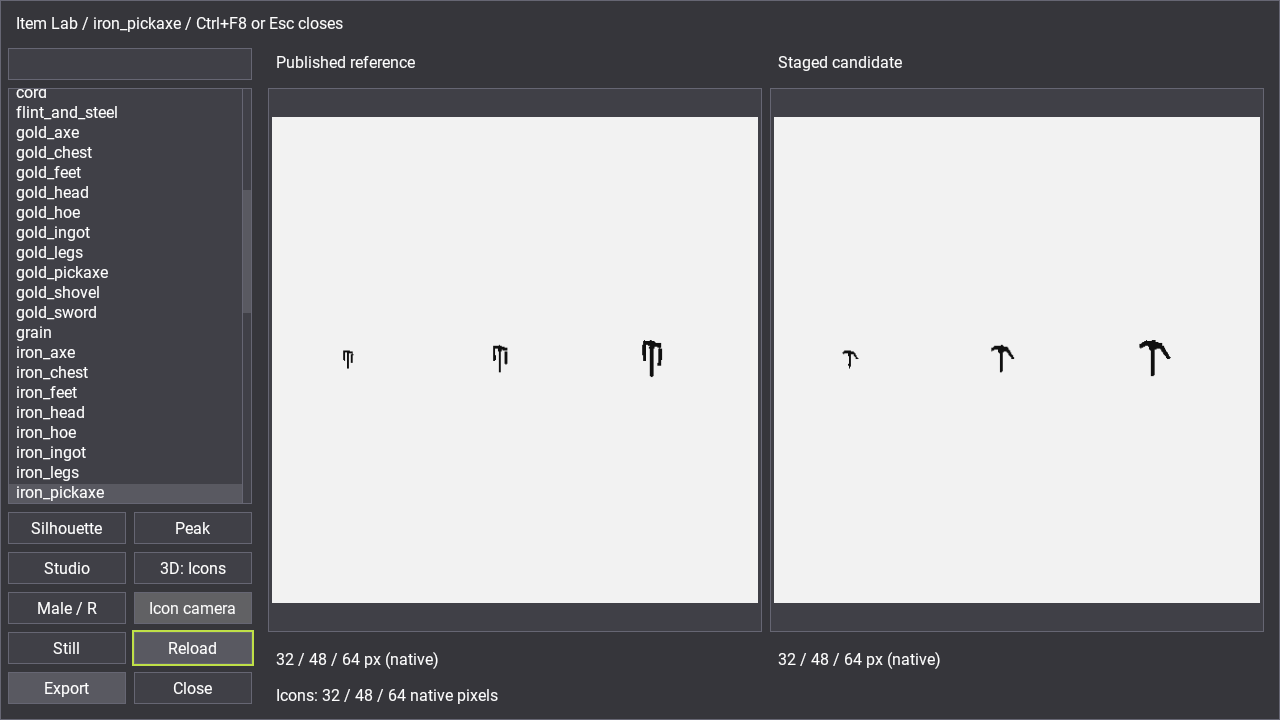 Item Lab / iron_pickaxe / Ctrl+F8 or Esc closes
Published reference
Staged candidate
cord
flint_and_steel
gold_axe
gold_chest
gold_feet
gold_head
gold_hoe
gold_ingot
gold_legs
gold_pickaxe
gold_shovel
gold_sword
grain
iron_axe
iron_chest
iron_feet
iron_head
iron_hoe
iron_ingot
iron_legs
iron_pickaxe
Silhouette
Peak
Studio
3D: Icons
Male / R
Icon camera
Still
Reload
Export
Close
32 / 48 / 64 px (native)
32 / 48 / 64 px (native)
Icons: 32 / 48 / 64 native pixels